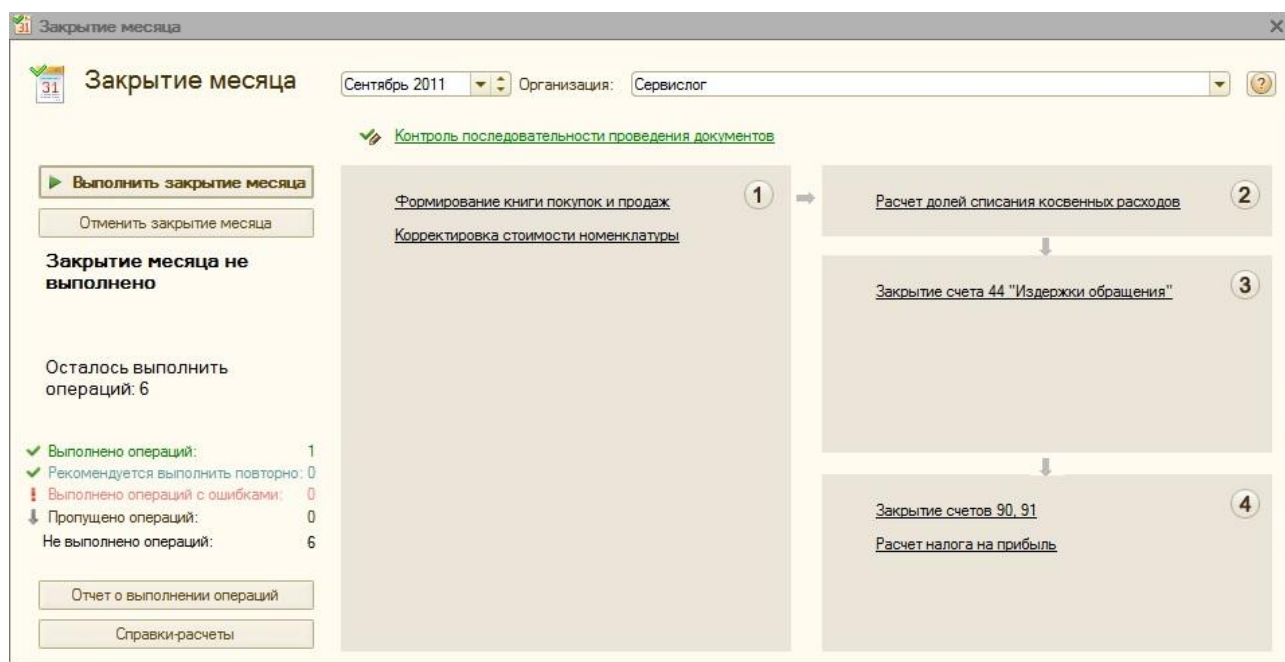 Закрытие месяца
Закрытие месяца
Сентябрь 2011
Организация:
Сервислог
Контроль последовательности проведения документов
Выполнить закрытие месяца
Отменить закрытие месяца
Закрытие месяца не
выполнено
Осталось выполнить
операций: 6
Выполнено операций: 1
Рекомендуется выполнить повторно: 0
Выполнено операций с ошибками: 0
Пропущено операций: 0
Не выполнено операций: 6
Отчет о выполнении операций
Справки-расчеты
1
Формирование книги покупок и продаж
Корректировка стоимости номенклатуры
2
Расчет долей списания косвенных расходов
3
Закрытие счета 44 "Издержки обращения"
4
Закрытие счетов 90, 91
Расчет налога на прибыль
31
31
?